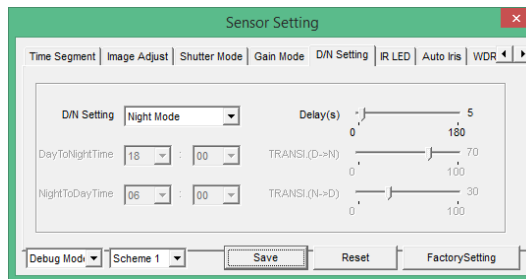 Sensor Setting
Time Segment Image Adjust Shutter Mode Gain Mode D/N Setting IR LED Auto Iris WDR
D/N Setting Night Mode Delay(s) 5
0 180
DayToNightTime 18 : 00 TRANSI.(D->N) 70
0 100
NightToDayTime 06 : 00 TRANSI.(N->D) 30
0 100
Debug Mod Scheme 1 Save Reset FactorySetting